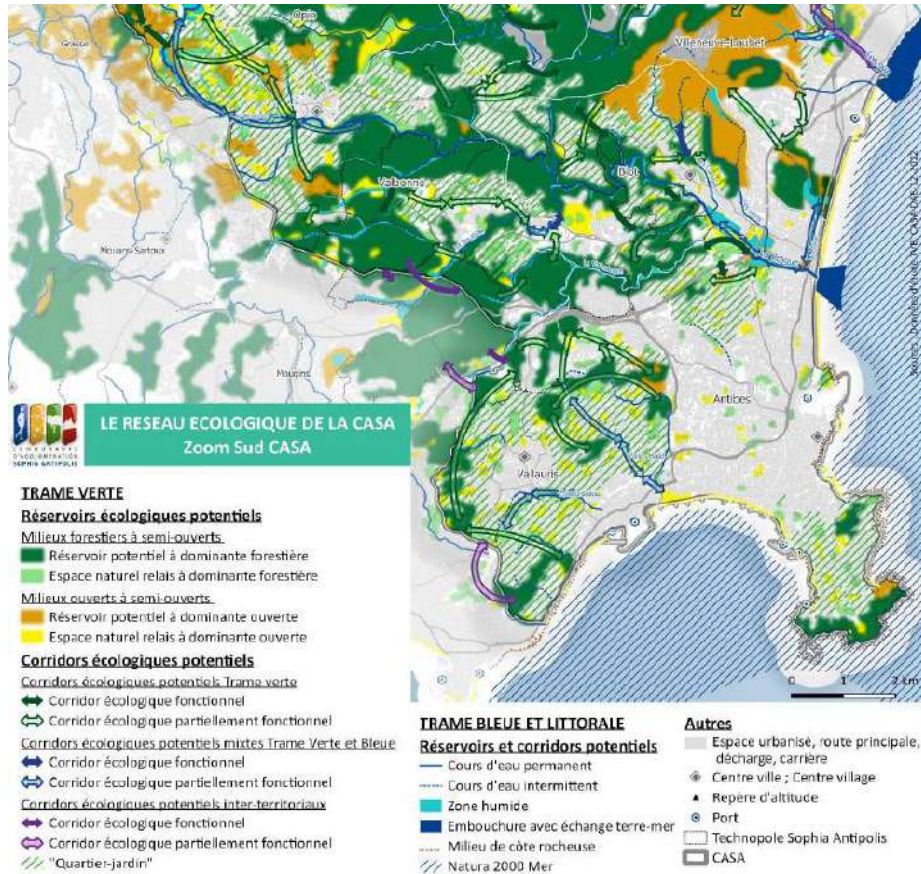 Opio
Grasse
Villeneuve-Loubet
Valbonne
Biot
Mouans-Sartoux
Mougins
Antibes
Vallauris
COMMUNAUTE
D'AGGLOMERATION
SOPHIA ANTIPOLIS
LE RESEAU ECOLOGIQUE DE LA CASA
Zoom Sud CASA
0 1 2 km
TRAME VERTE
Réservoirs écologiques potentiels
Milieux forestiers à semi-ouverts
Réservoir potentiel à dominante forestière
Espace naturel relais à dominante forestière
Milieux ouverts à semi-ouverts
Réservoir potentiel à dominante ouverte
Espace naturel relais à dominante ouverte
Corridors écologiques potentiels
Corridors écologiques potentiels Trame verte
Corridor écologique fonctionnel
Corridor écologique partiellement fonctionnel
Corridors écologiques potentiels mixtes Trame Verte et Bleue
Corridor écologique fonctionnel
Corridor écologique partiellement fonctionnel
Corridors écologiques potentiels inter-territoriaux
Corridor écologique fonctionnel
Corridor écologique partiellement fonctionnel
"Quartier-jardin"
TRAME BLEUE ET LITTORALE
Réservoirs et corridors potentiels
Cours d'eau permanent
Cours d'eau intermittent
Zone humide
Embouchure avec échange terre-mer
Milieu de côte rocheuse
Natura 2000 Mer
Autres
Espace urbanisé, route principale,
décharge, carrière
Centre ville ; Centre village
Repère d'altitude
Port
Technopole Sophia Antipolis
CASA